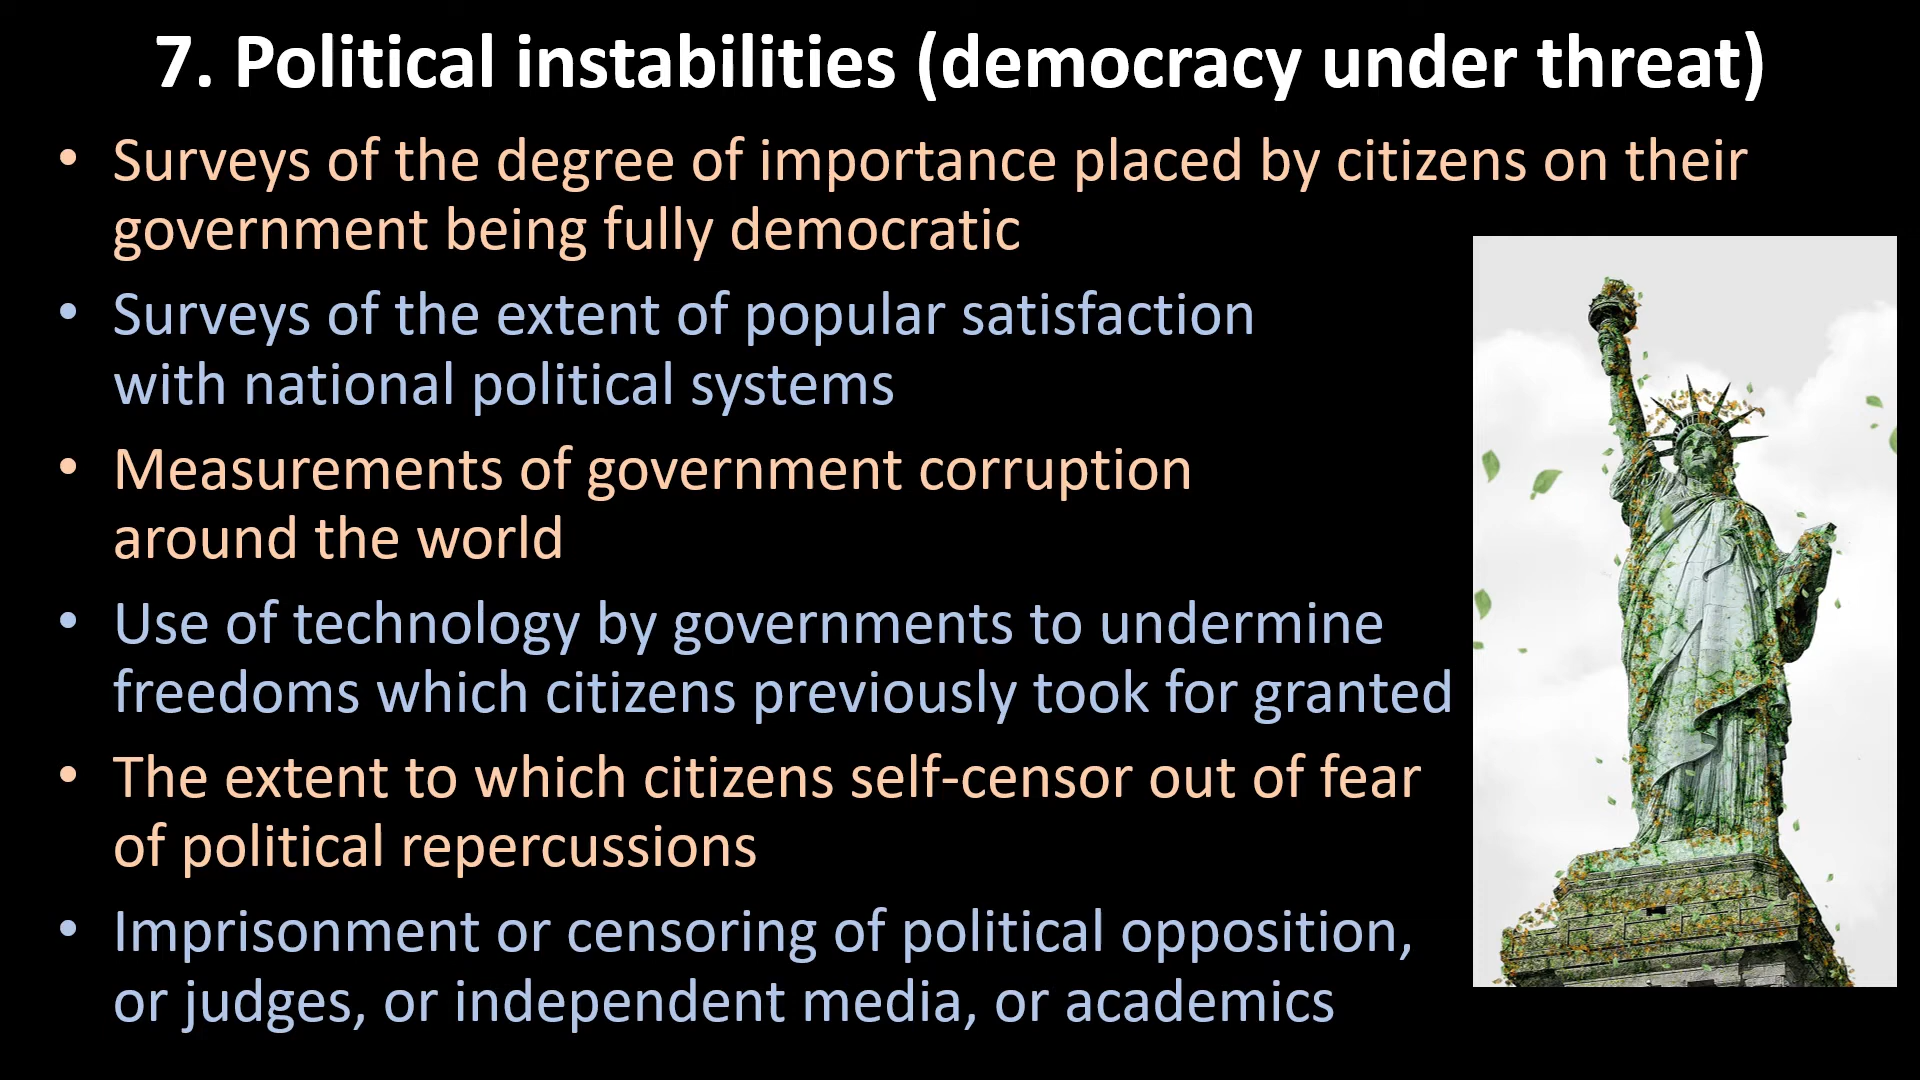 7. Political instabilities (democracy under threat)
• Surveys of the degree of importance placed by citizens on their
government being fully democratic
• Surveys of the extent of popular satisfaction
with national political systems
• Measurements of government corruption
around the world
• Use of technology by governments to undermine
freedoms which citizens previously took for granted
• The extent to which citizens self-censor out of fear
of political repercussions
• Imprisonment or censoring of political opposition,
or judges, or independent media, or academics